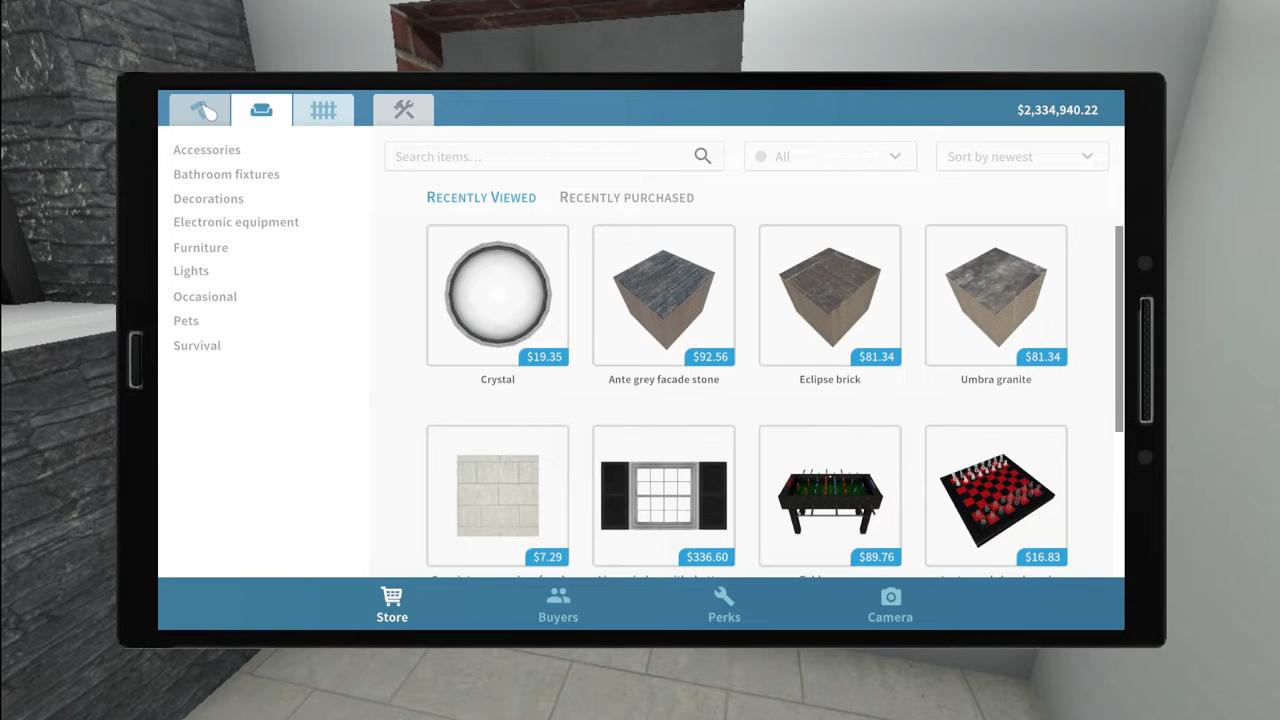 $2,334,940.22
Accessories
Bathroom fixtures
Decorations
Electronic equipment
Furniture
Lights
Occasional
Pets
Survival
Search items...
All
Sort by newest
RECENTLY VIEWED
RECENTLY PURCHASED
$19.35
$92.56
$81.34
$81.34
Crystal
Ante grey facade stone
Eclipse brick
Umbra granite
$7.29
$336.60
$89.76
$16.83
Store
Buyers
Perks
Camera